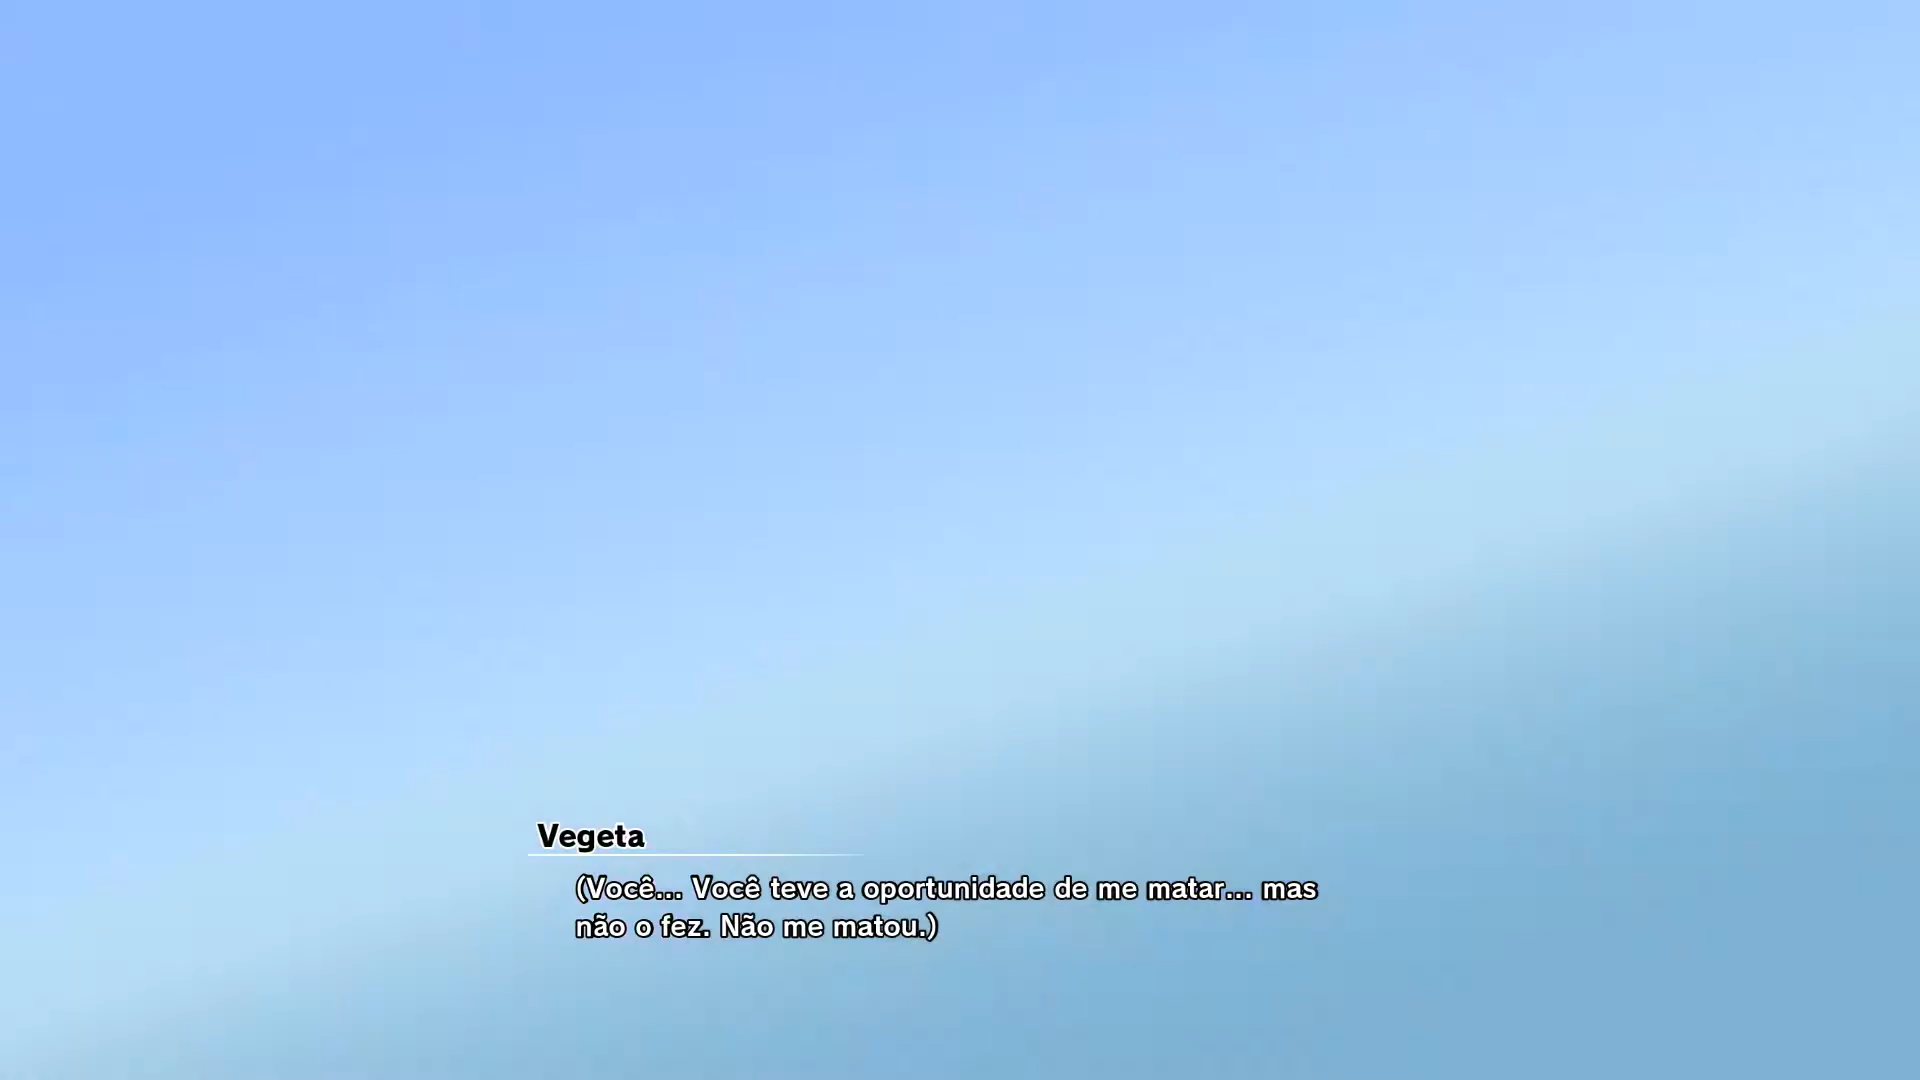 Vegeta
(Você... Você teve a oportunidade de me matar... mas
não o fez. Não me matou.)